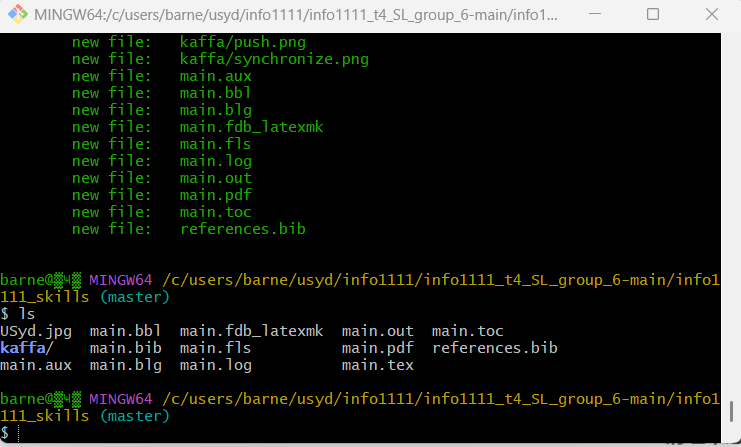 MINGW64:/c/users/barne/usyd/info1111/info1111_t4_SL_group_6-main/info1...
new file:   kaffa/push.png
new file:   kaffa/synchronize.png
new file:   main.aux
new file:   main.bbl
new file:   main.blg
new file:   main.fdb_latexmk
new file:   main.fls
new file:   main.log
new file:   main.out
new file:   main.pdf
new file:   main.toc
new file:   references.bib
barne@ MINGW64 /c/users/barne/usyd/info1111/info1111_t4_SL_group_6-main/info1
111_skills (master)
$ ls
USyd.jpg  main.bbl  main.fdb_latexmk  main.out  main.toc
kaffa/    main.bib  main.fls          main.pdf  references.bib
main.aux  main.blg  main.log          main.tex
barne@ MINGW64 /c/users/barne/usyd/info1111/info1111_t4_SL_group_6-main/info1
111_skills (master)
$